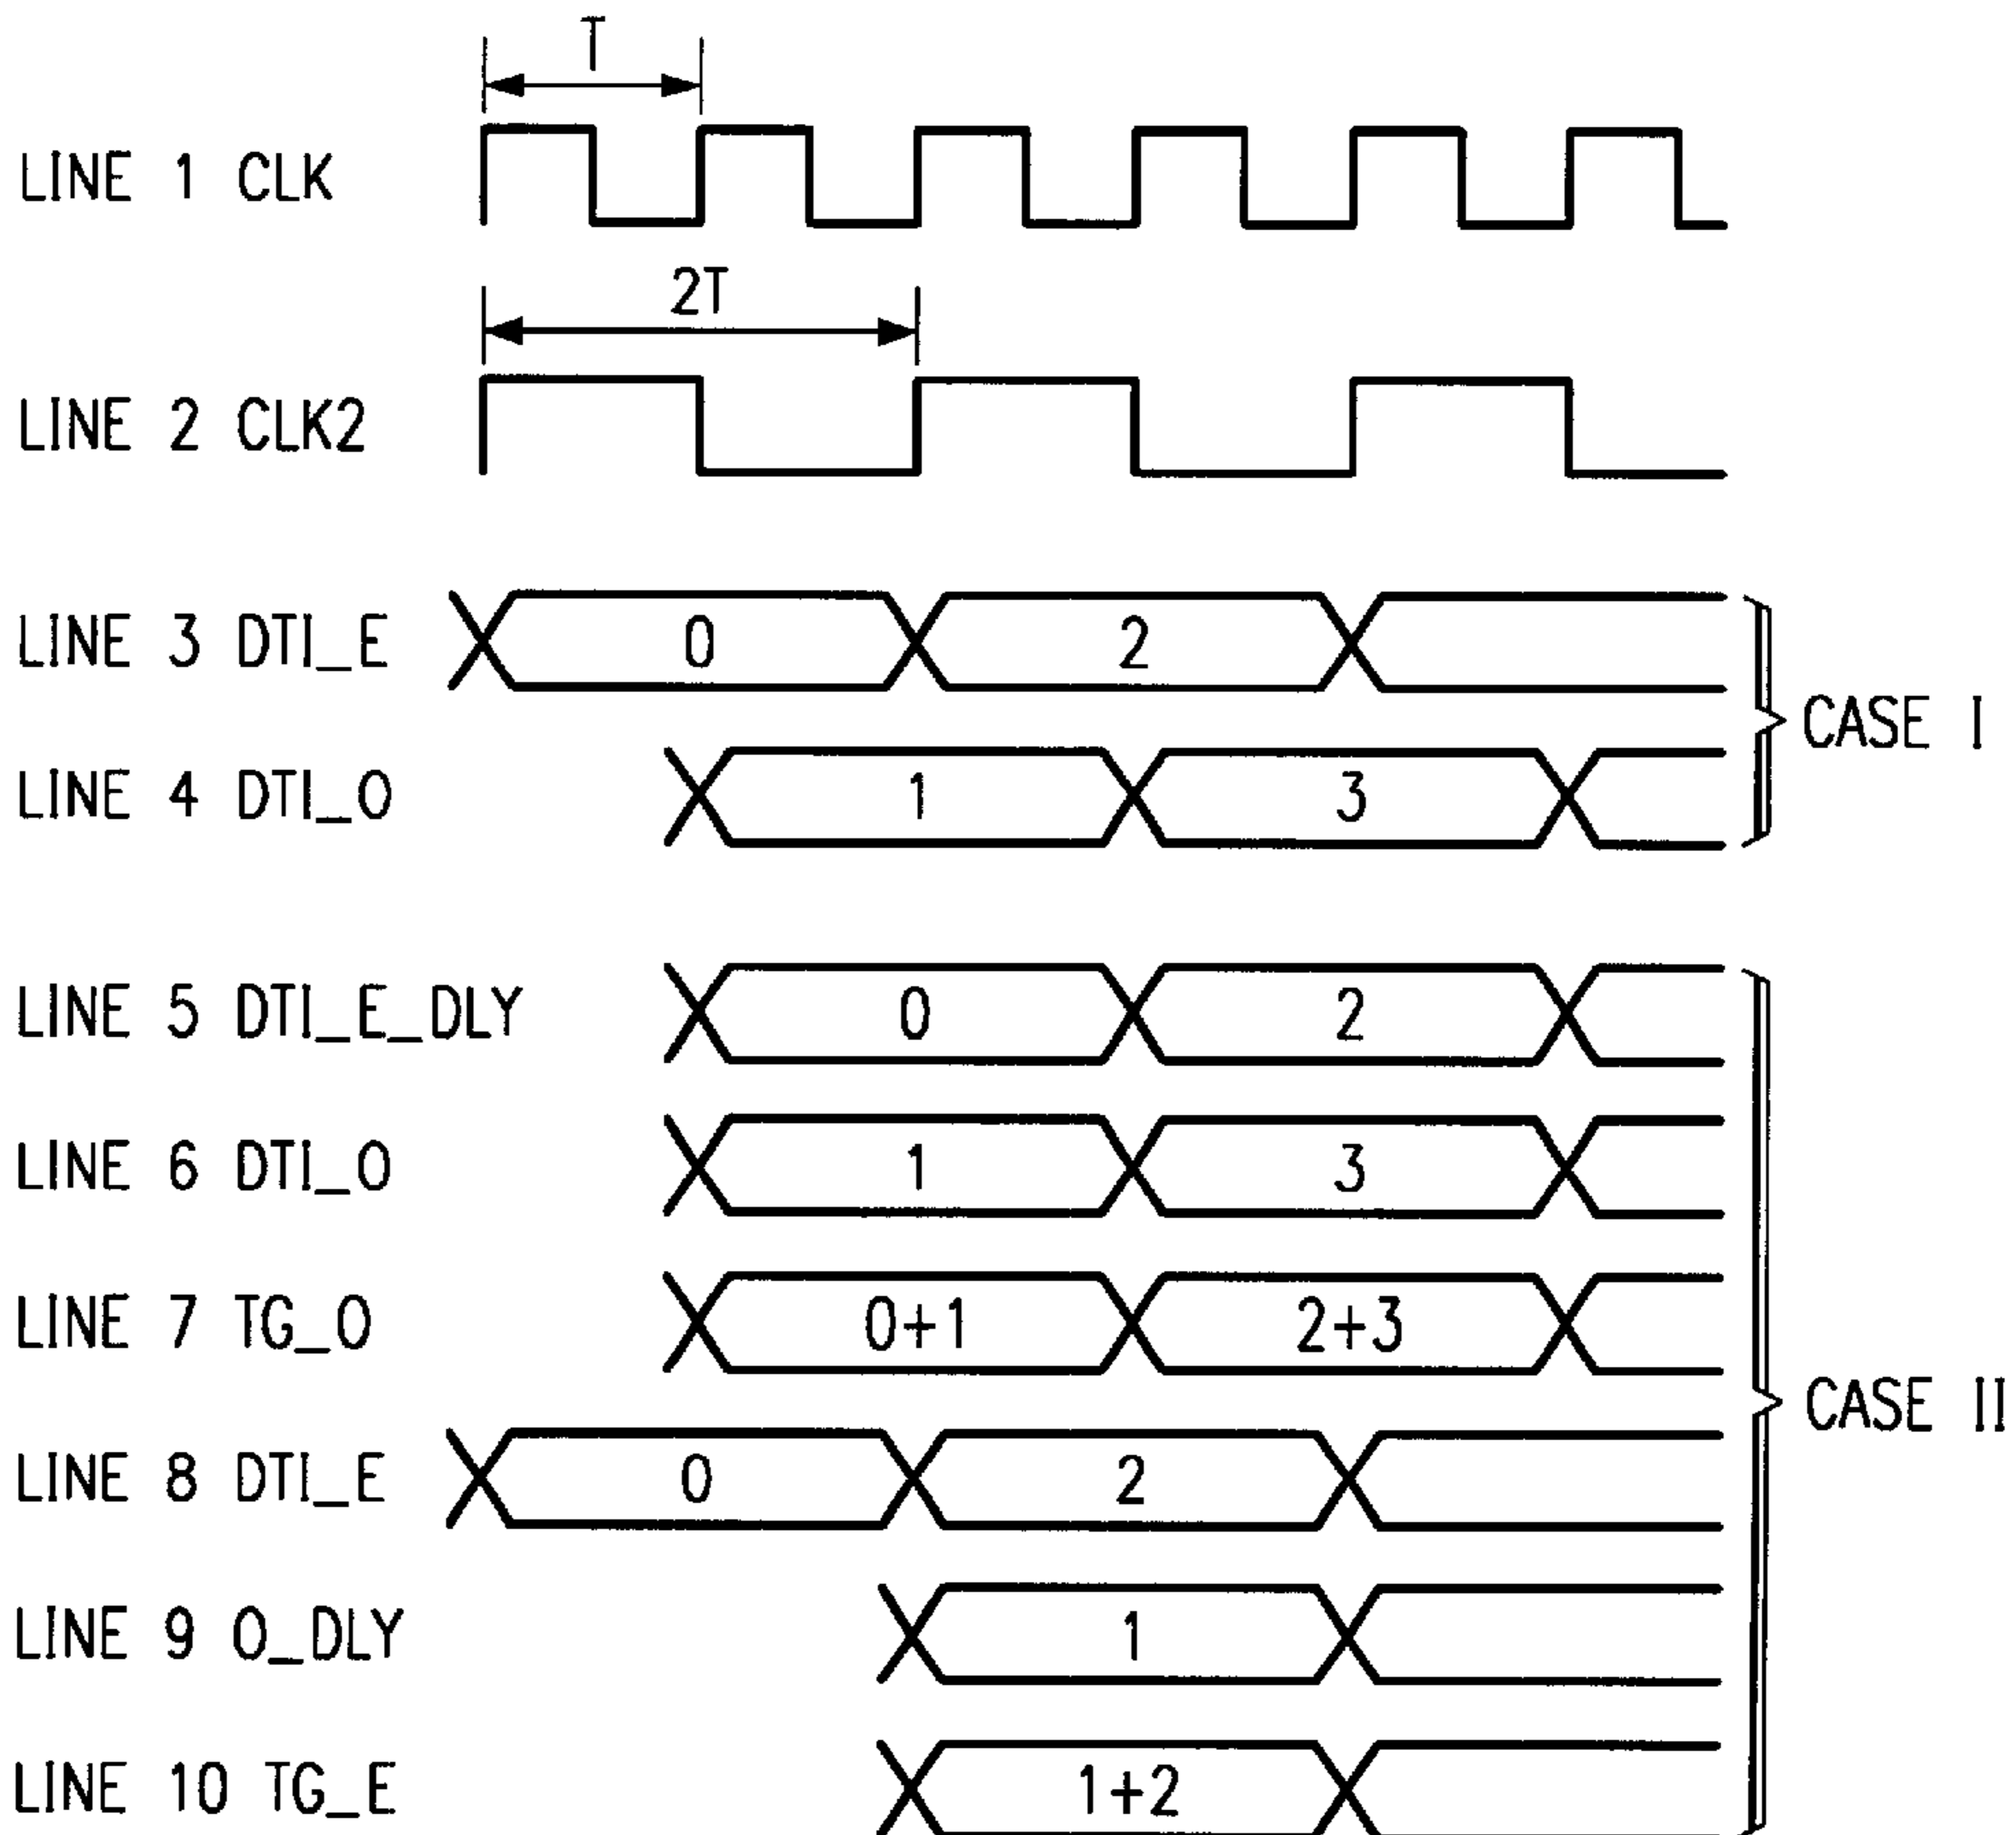 T
LINE 1 CLK
2T
LINE 2 CLK2
LINE 3 DTI_E 0 2
CASE I
LINE 4 DTI_O 1 3
LINE 5 DTI_E_DLY 0 2
LINE 6 DTI_O 1 3
LINE 7 TG_O 0+1 2+3
CASE II
LINE 8 DTI_E 0 2
LINE 9 O_DLY 1
LINE 10 TG_E 1+2